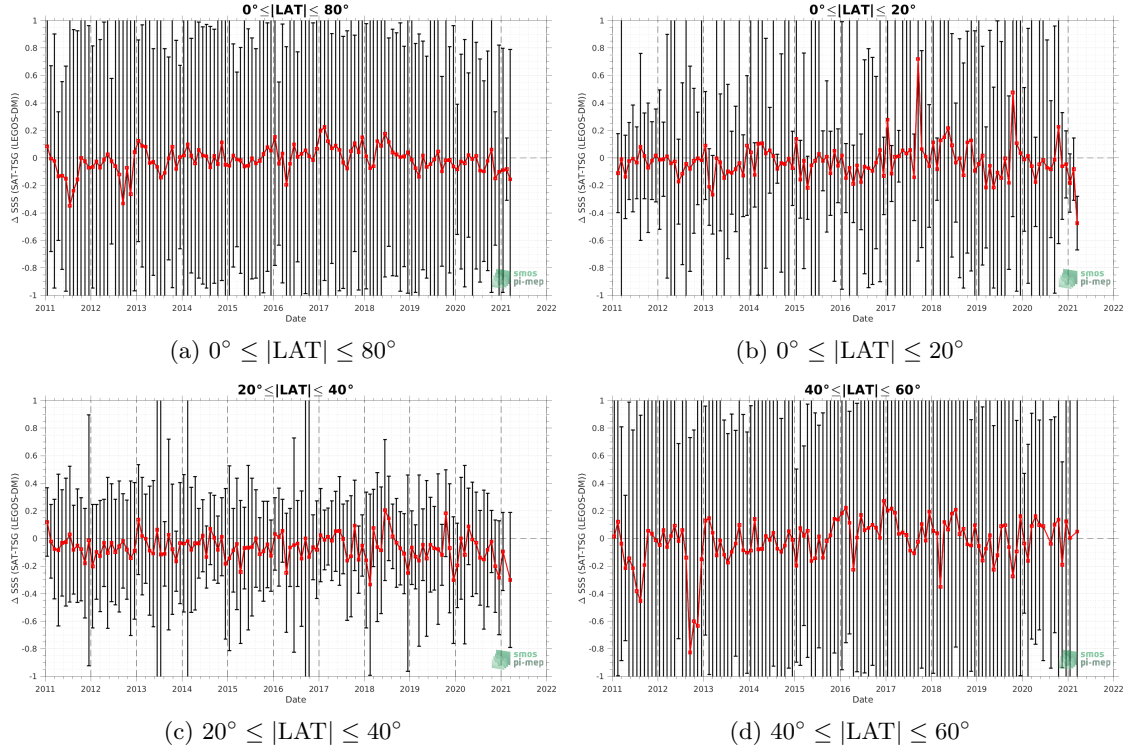 0°≤|LAT|≤ 80°
Δ SSS (SAT-TSG (LEGOS-DM))
1
0.8
0.6
0.4
0.2
0
-0.2
-0.4
-0.6
-0.8
-1
2011 2012 2013 2014 2015 2016 2017 2018 2019 2020 2021 2022
Date
smos
pi-mep
(a) 0° ≤ |LAT| ≤ 80°
0°≤|LAT|≤ 20°
Δ SSS (SAT-TSG (LEGOS-DM))
1
0.8
0.6
0.4
0.2
0
-0.2
-0.4
-0.6
-0.8
-1
2011 2012 2013 2014 2015 2016 2017 2018 2019 2020 2021 2022
Date
smos
pi-mep
(b) 0° ≤ |LAT| ≤ 20°
20°≤|LAT|≤ 40°
Δ SSS (SAT-TSG (LEGOS-DM))
1
0.8
0.6
0.4
0.2
0
-0.2
-0.4
-0.6
-0.8
-1
2011 2012 2013 2014 2015 2016 2017 2018 2019 2020 2021 2022
Date
smos
pi-mep
(c) 20° ≤ |LAT| ≤ 40°
40°≤|LAT|≤ 60°
Δ SSS (SAT-TSG (LEGOS-DM))
1
0.8
0.6
0.4
0.2
0
-0.2
-0.4
-0.6
-0.8
-1
2011 2012 2013 2014 2015 2016 2017 2018 2019 2020 2021 2022
Date
smos
pi-mep
(d) 40° ≤ |LAT| ≤ 60°